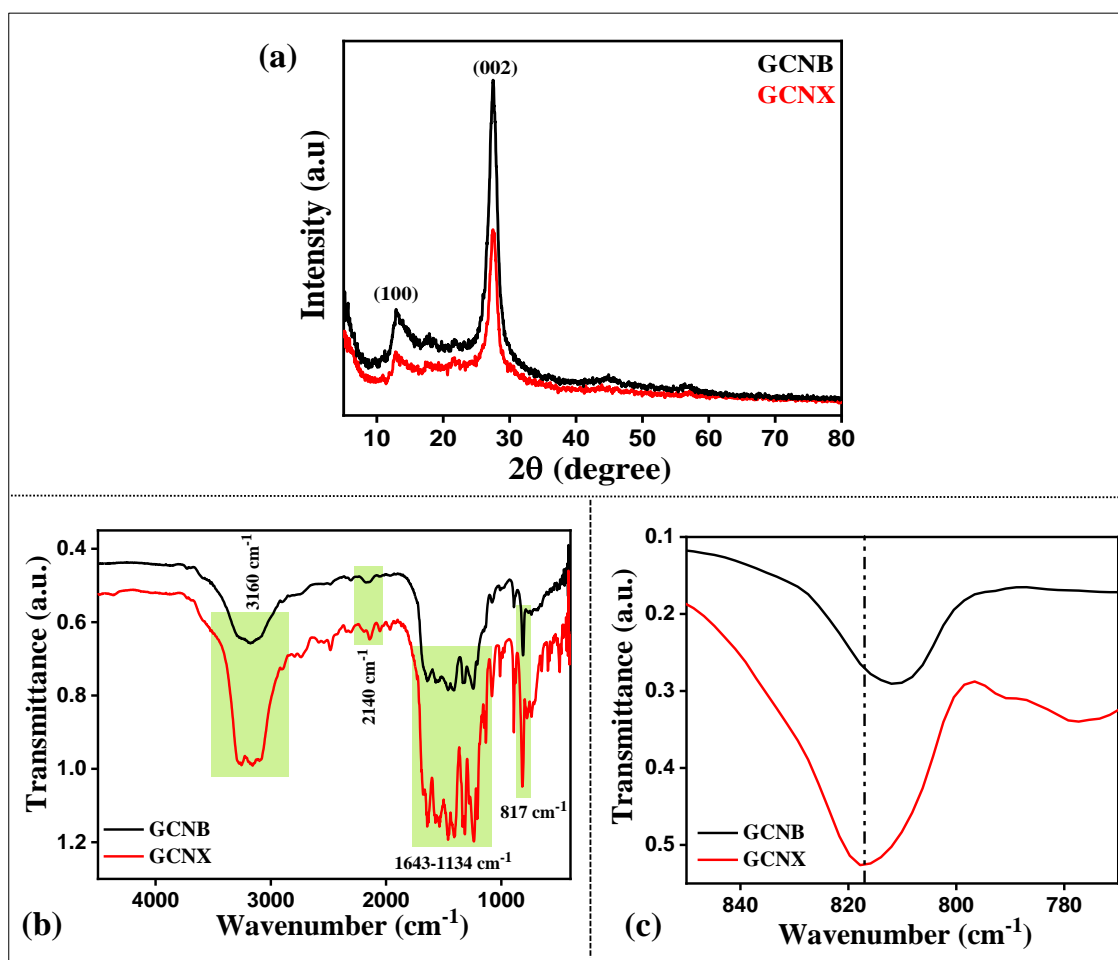 (a)
(002)
GCNB
GCNX
(100)
Intensity (a.u)
10 20 30 40 50 60 70 80
2θ (degree)
0.4
0.6
0.8
1.0
1.2
Transmittance (a.u.)
3160 cm⁻¹
2140 cm⁻¹
817 cm⁻¹
1643-1134 cm⁻¹
GCNB
GCNX
4000 3000 2000 1000
(b)
Wavenumber (cm⁻¹)
0.1
0.2
0.3
0.4
0.5
Transmittance (a.u.)
GCNB
GCNX
840 820 800 780
Wavenumber (cm⁻¹)
(c)